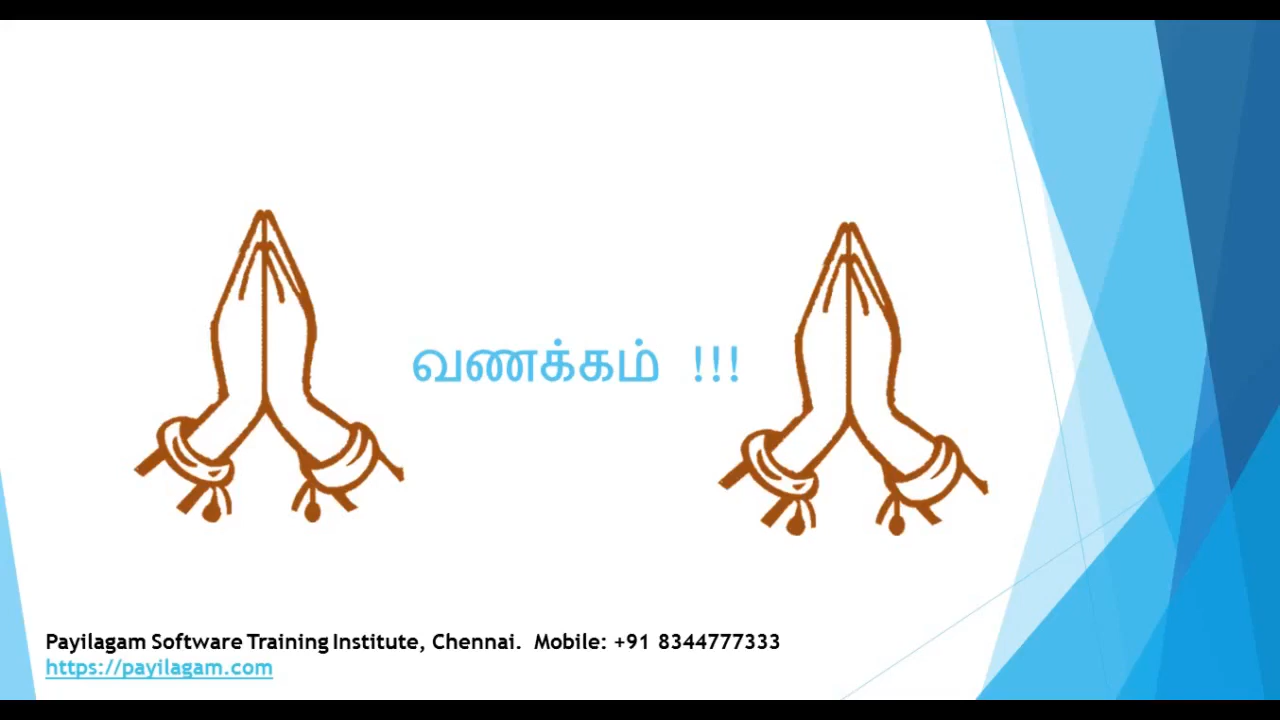 வணக்கம் !!!
Payilagam Software Training Institute, Chennai. Mobile: +91 8344777333
https://payilagam.com